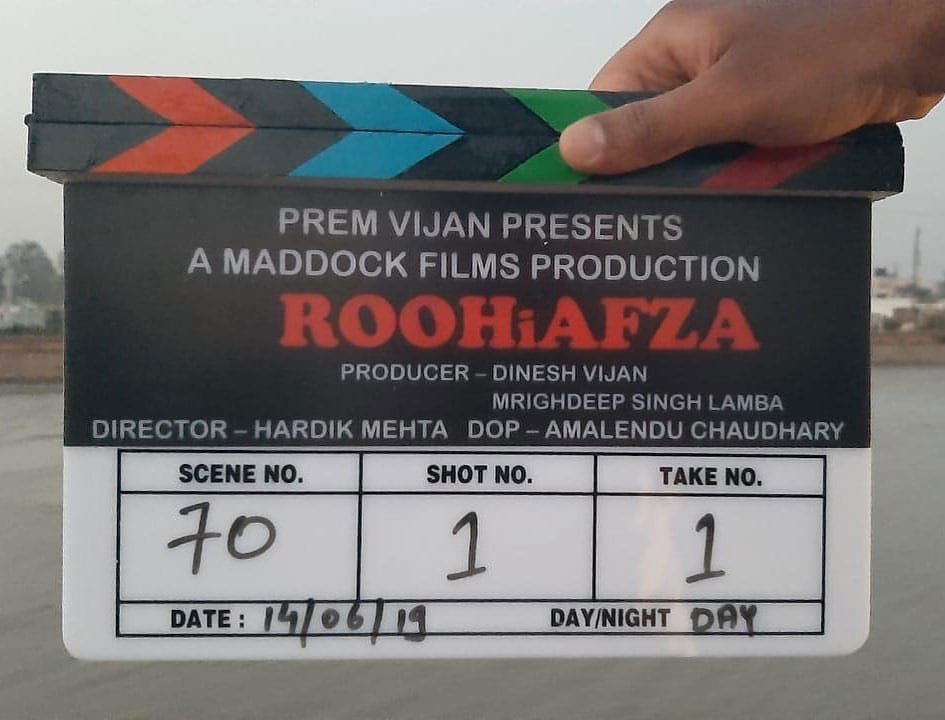 PREM VIJAN PRESENTS
A MADDOCK FILMS PRODUCTION
ROOHiAFZA
PRODUCER – DINESH VIJAN
MRIGHDEEP SINGH LAMBA
DIRECTOR – HARDIK MEHTA DOP – AMALENDU CHAUDHARY
SCENE NO. SHOT NO. TAKE NO.
70 1 1
DATE : 14/06/19 DAY/NIGHT DAY